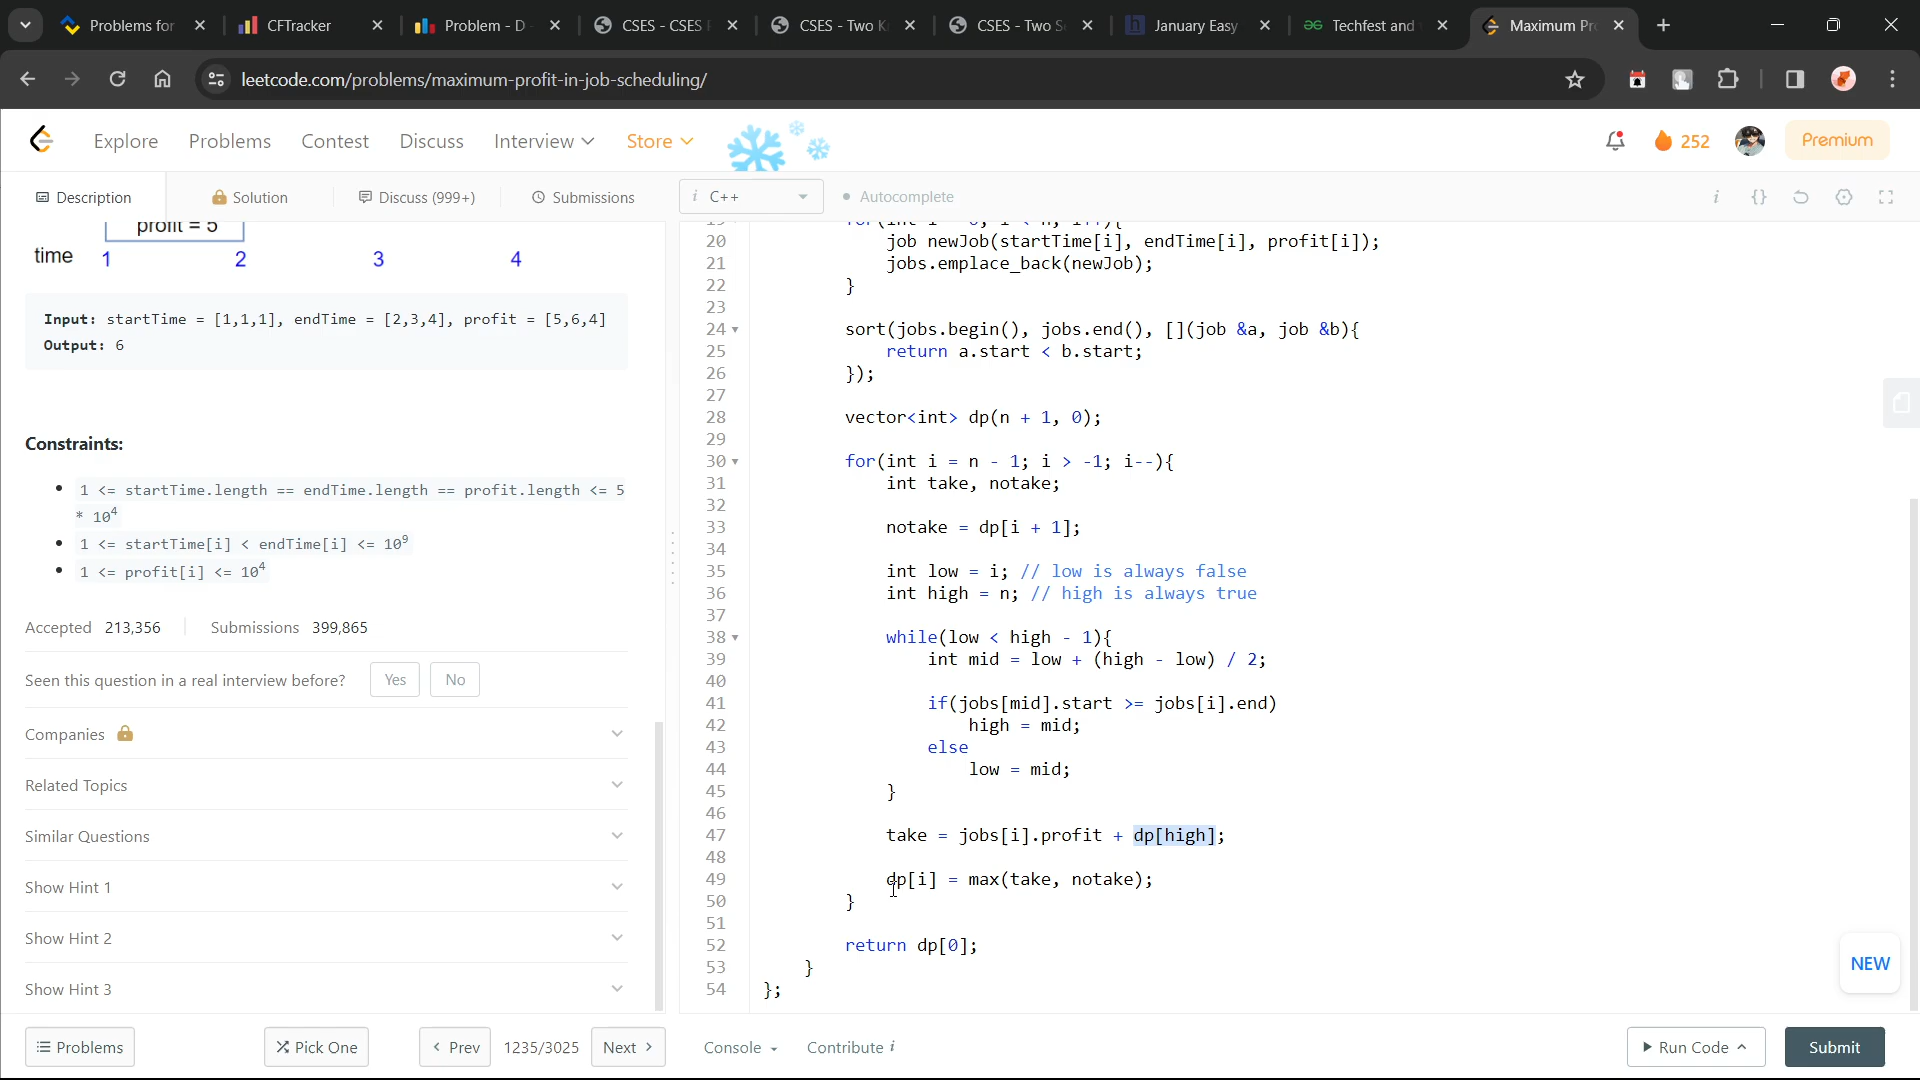 Problems for
CFTracker
Problem - D
CSES - CSES P
CSES - Two K
CSES - Two Se
January Easy
Techfest and
Maximum Pr
leetcode.com/problems/maximum-profit-in-job-scheduling/
Explore Problems Contest Discuss Interview Store
252 Premium
Description Solution Discuss (999+) Submissions
i C++ Autocomplete
i {}
profit = 5
time 1 2 3 4
Input: startTime = [1,1,1], endTime = [2,3,4], profit = [5,6,4]
Output: 6
Constraints:
1 <= startTime.length == endTime.length == profit.length <= 5
* 10⁴
1 <= startTime[i] < endTime[i] <= 10⁹
1 <= profit[i] <= 10⁴
Accepted 213,356 Submissions 399,865
Seen this question in a real interview before? Yes No
Companies
Related Topics
Similar Questions
Show Hint 1
Show Hint 2
Show Hint 3
19 for(int i = 0; i < n; i++){
20 job newJob(startTime[i], endTime[i], profit[i]);
21 jobs.emplace_back(newJob);
22 }
23
24 sort(jobs.begin(), jobs.end(), [](job &a, job &b){
25 return a.start < b.start;
26 });
27
28 vector<int> dp(n + 1, 0);
29
30 for(int i = n - 1; i > -1; i--){
31 int take, notake;
32
33 notake = dp[i + 1];
34
35 int low = i; // low is always false
36 int high = n; // high is always true
37
38 while(low < high - 1){
39 int mid = low + (high - low) / 2;
40
41 if(jobs[mid].start >= jobs[i].end)
42 high = mid;
43 else
44 low = mid;
45 }
46
47 take = jobs[i].profit + dp[high];
48
49 dp[i] = max(take, notake);
50 }
51
52 return dp[0];
53 }
54 };
NEW
Problems Pick One Prev 1235/3025 Next Console Contribute i Run Code Submit